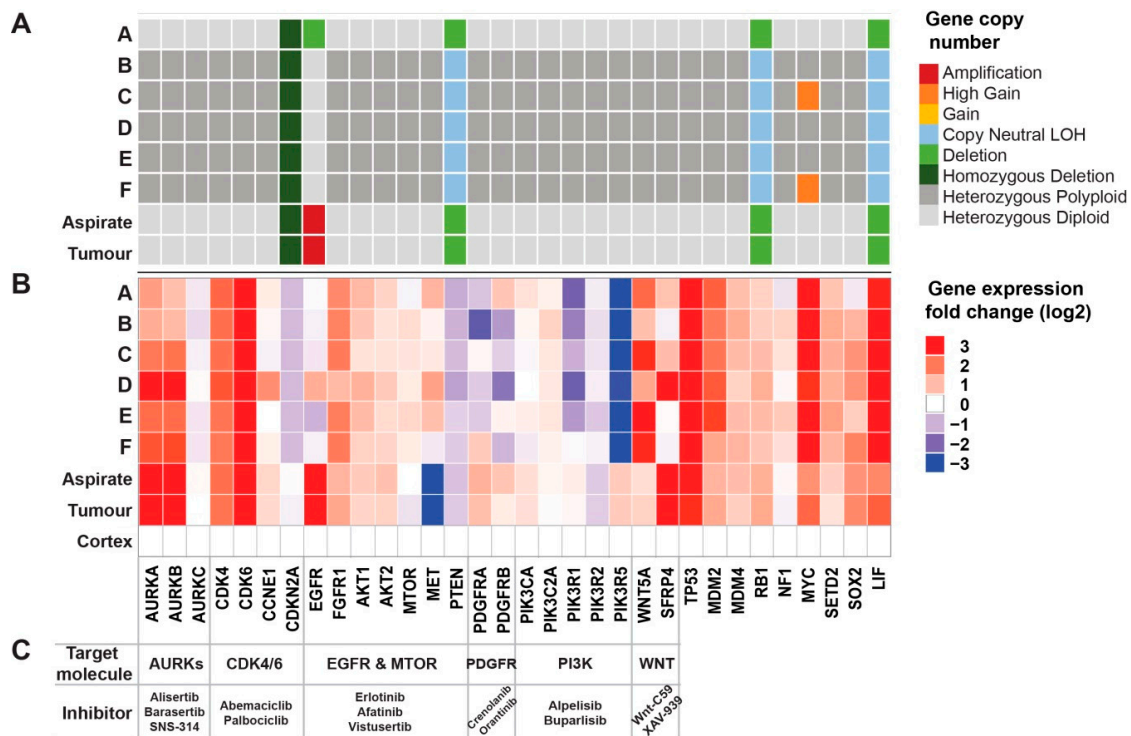 A
A
B
C
D
E
F
Aspirate
Tumour
Gene copy
number
Amplification
High Gain
Gain
Copy Neutral LOH
Deletion
Homozygous Deletion
Heterozygous Polyploid
Heterozygous Diploid
B
A
B
C
D
E
F
Aspirate
Tumour
Cortex
Gene expression
fold change (log2)
3
2
1
0
−1
−2
−3
AURKA
AURKB
AURKC
CDK4
CDK6
CCNE1
CDKN2A
EGFR
FGFR1
AKT1
AKT2
MTOR
MET
PTEN
PDGFRA
PDGFRB
PIK3CA
PIK3C2A
PIK3R1
PIK3R2
PIK3R5
WNT5A
SFRP4
TP53
MDM2
MDM4
RB1
NF1
MYC
SETD2
SOX2
LIF
C
Target
molecule
AURKs
CDK4/6
EGFR & MTOR
PDGFR
PI3K
WNT
Inhibitor
Alisertib
Barasertib
SNS-314
Abemaciclib
Palbociclib
Erlotinib
Afatinib
Vistusertib
Crenolanib
Orantinib
Alpelisib
Buparlisib
Wnt-C59
XAV-939